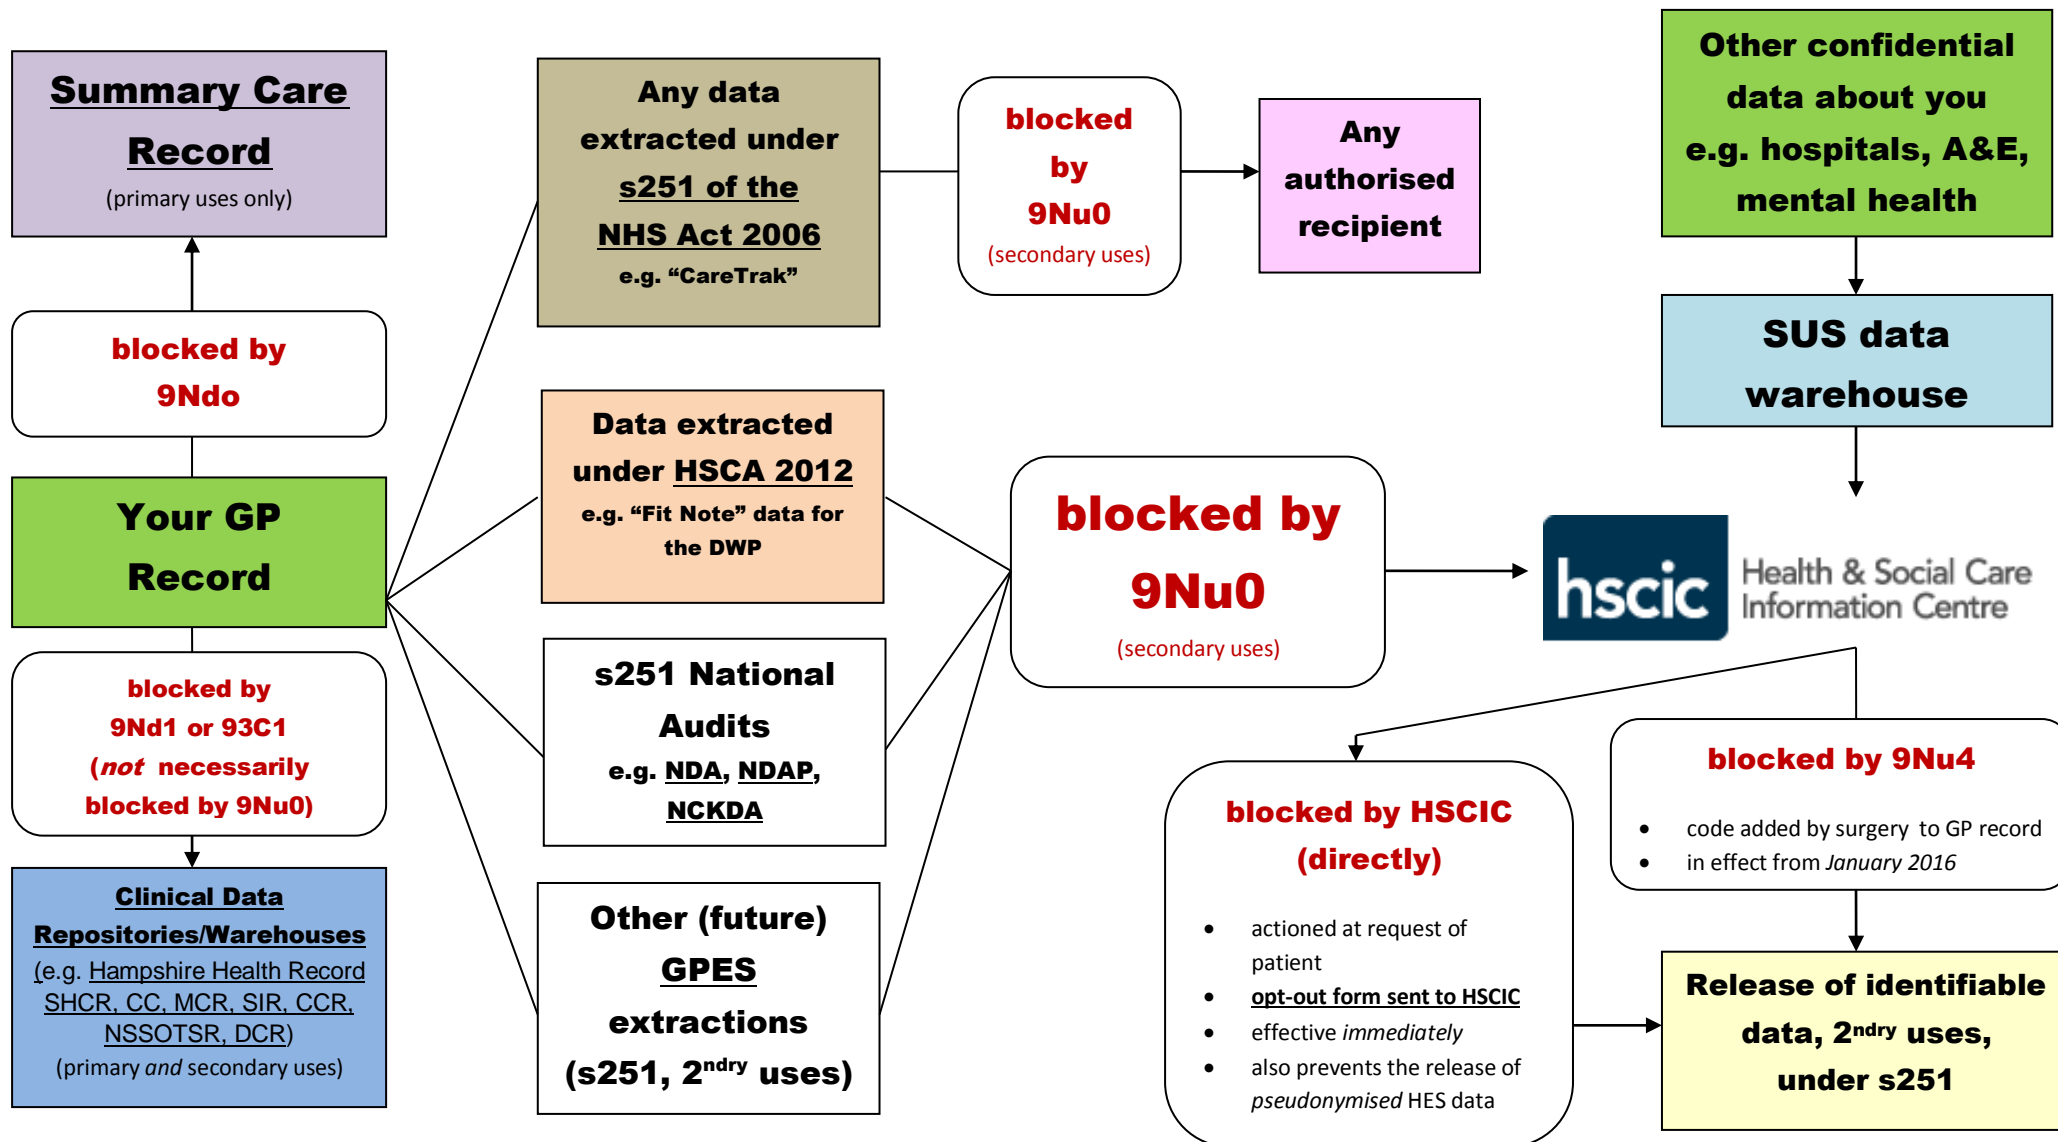 Summary Care
Record
(primary uses only)
blocked by
9Ndo
Your GP
Record
blocked by
9Nd1 or 93C1
(not necessarily
blocked by 9Nu0)
Clinical Data
Repositories/Warehouses
(e.g. Hampshire Health Record
SHCR, CC, MCR, SIR, CCR,
NSSOTSR, DCR)
(primary and secondary uses)
Any data
extracted under
s251 of the
NHS Act 2006
e.g. “CareTrak”
blocked
by
9Nu0
(secondary uses)
Any
authorised
recipient
Data extracted
under HSCA 2012
e.g. “Fit Note” data for
the DWP
s251 National
Audits
e.g. NDA, NDAP,
NCKDA
Other (future)
GPES
extractions
(s251, 2ndry uses)
blocked by
9Nu0
(secondary uses)
Other confidential
data about you
e.g. hospitals, A&E,
mental health
SUS data
warehouse
hscic
Health & Social Care
Information Centre
blocked by HSCIC
(directly)
• actioned at request of
patient
• opt-out form sent to HSCIC
• effective immediately
• also prevents the release of
pseudonymised HES data
blocked by 9Nu4
• code added by surgery to GP record
• in effect from January 2016
Release of identifiable
data, 2ndry uses,
under s251